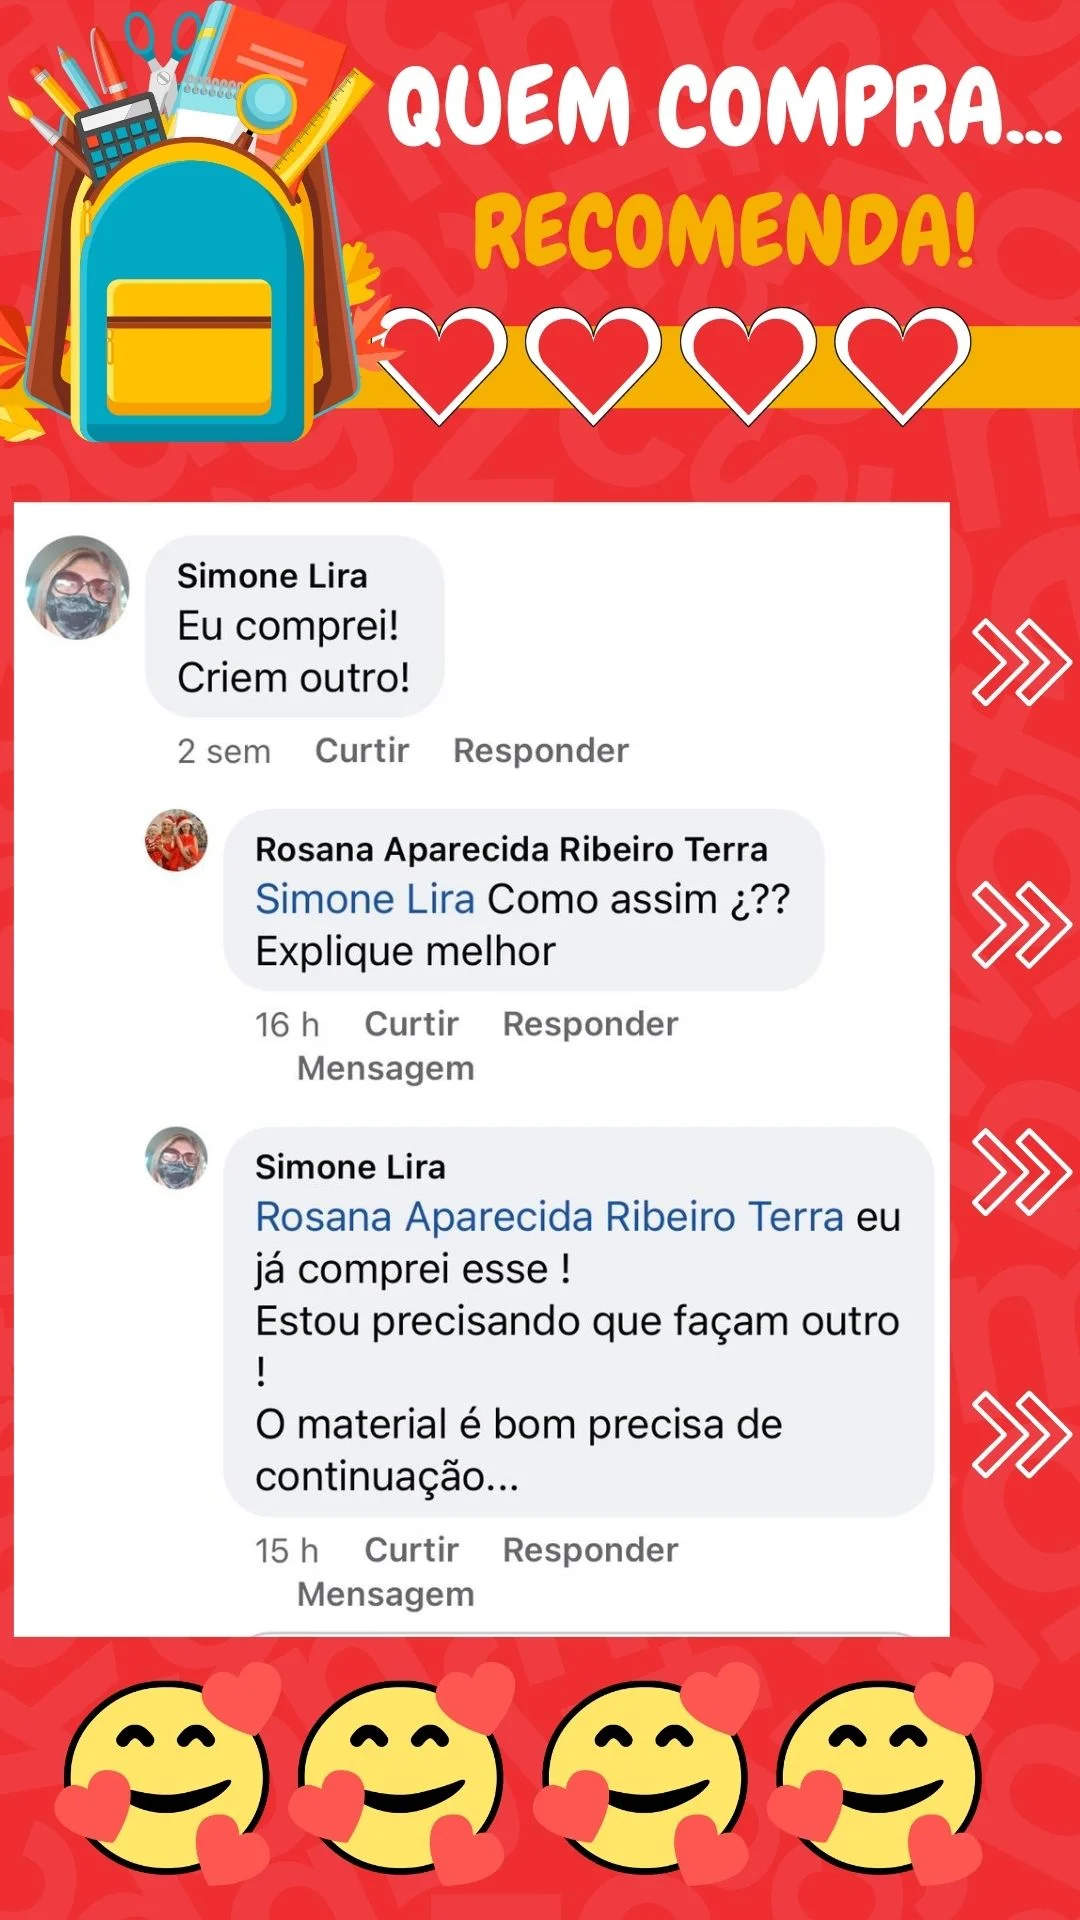 QUEM COMPRA...
RECOMENDA!
Simone Lira
Eu comprei!
Criem outro!
2 sem Curtir Responder
Rosana Aparecida Ribeiro Terra
Simone Lira Como assim ¿??
Explique melhor
16 h Curtir Responder
Mensagem
Simone Lira
Rosana Aparecida Ribeiro Terra eu
já comprei esse !
Estou precisando que façam outro
!
O material é bom precisa de
continuação...
15 h Curtir Responder
Mensagem